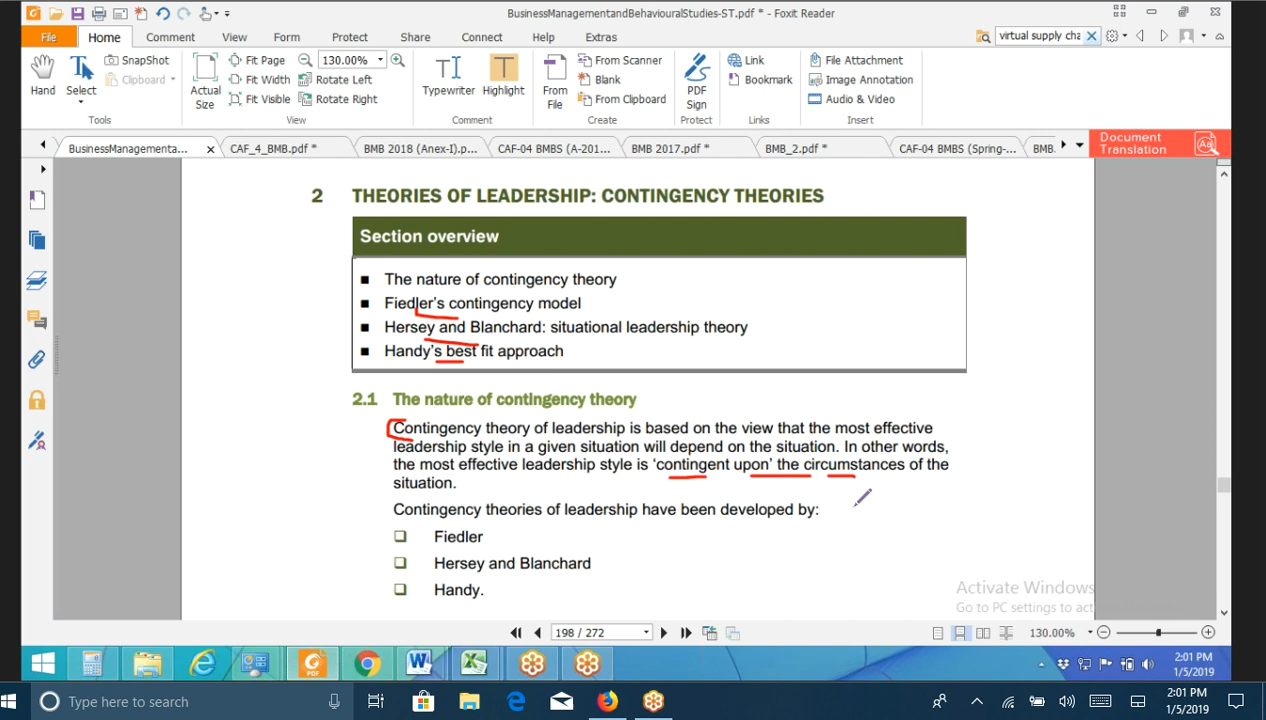 BusinessManagementandBehaviouralStudies-ST.pdf * - Foxit Reader
File Home Comment View Form Protect Share Connect Help Extras
virtual supply cha
Hand
Select
SnapShot
Clipboard
Tools
Actual Size
Fit Page
Fit Width
Fit Visible
130.00%
Rotate Left
Rotate Right
View
Typewriter
Highlight
Comment
From File
From Scanner
Blank
From Clipboard
Create
PDF Sign
Protect
Link
Bookmark
Links
File Attachment
Image Annotation
Audio & Video
Insert
BusinessManagementa... CAF_4_BMB.pdf * BMB 2018 (Anex-I).p... CAF-04 BMBS (A-201... BMB 2017.pdf * BMB_2.pdf * CAF-04 BMBS (Spring-... BMB.
Document Translation
2 THEORIES OF LEADERSHIP: CONTINGENCY THEORIES
Section overview
■ The nature of contingency theory
■ Fiedler's contingency model
■ Hersey and Blanchard: situational leadership theory
■ Handy's best fit approach
2.1 The nature of contingency theory
Contingency theory of leadership is based on the view that the most effective
leadership style in a given situation will depend on the situation. In other words,
the most effective leadership style is ‘contingent upon’ the circumstances of the
situation.
Contingency theories of leadership have been developed by:
❑ Fiedler
❑ Hersey and Blanchard
❑ Handy.
Activate Windows
Go to PC settings to act
198 / 272
130.00%
2:01 PM
1/5/2019
Type here to search
2:01 PM
1/5/2019